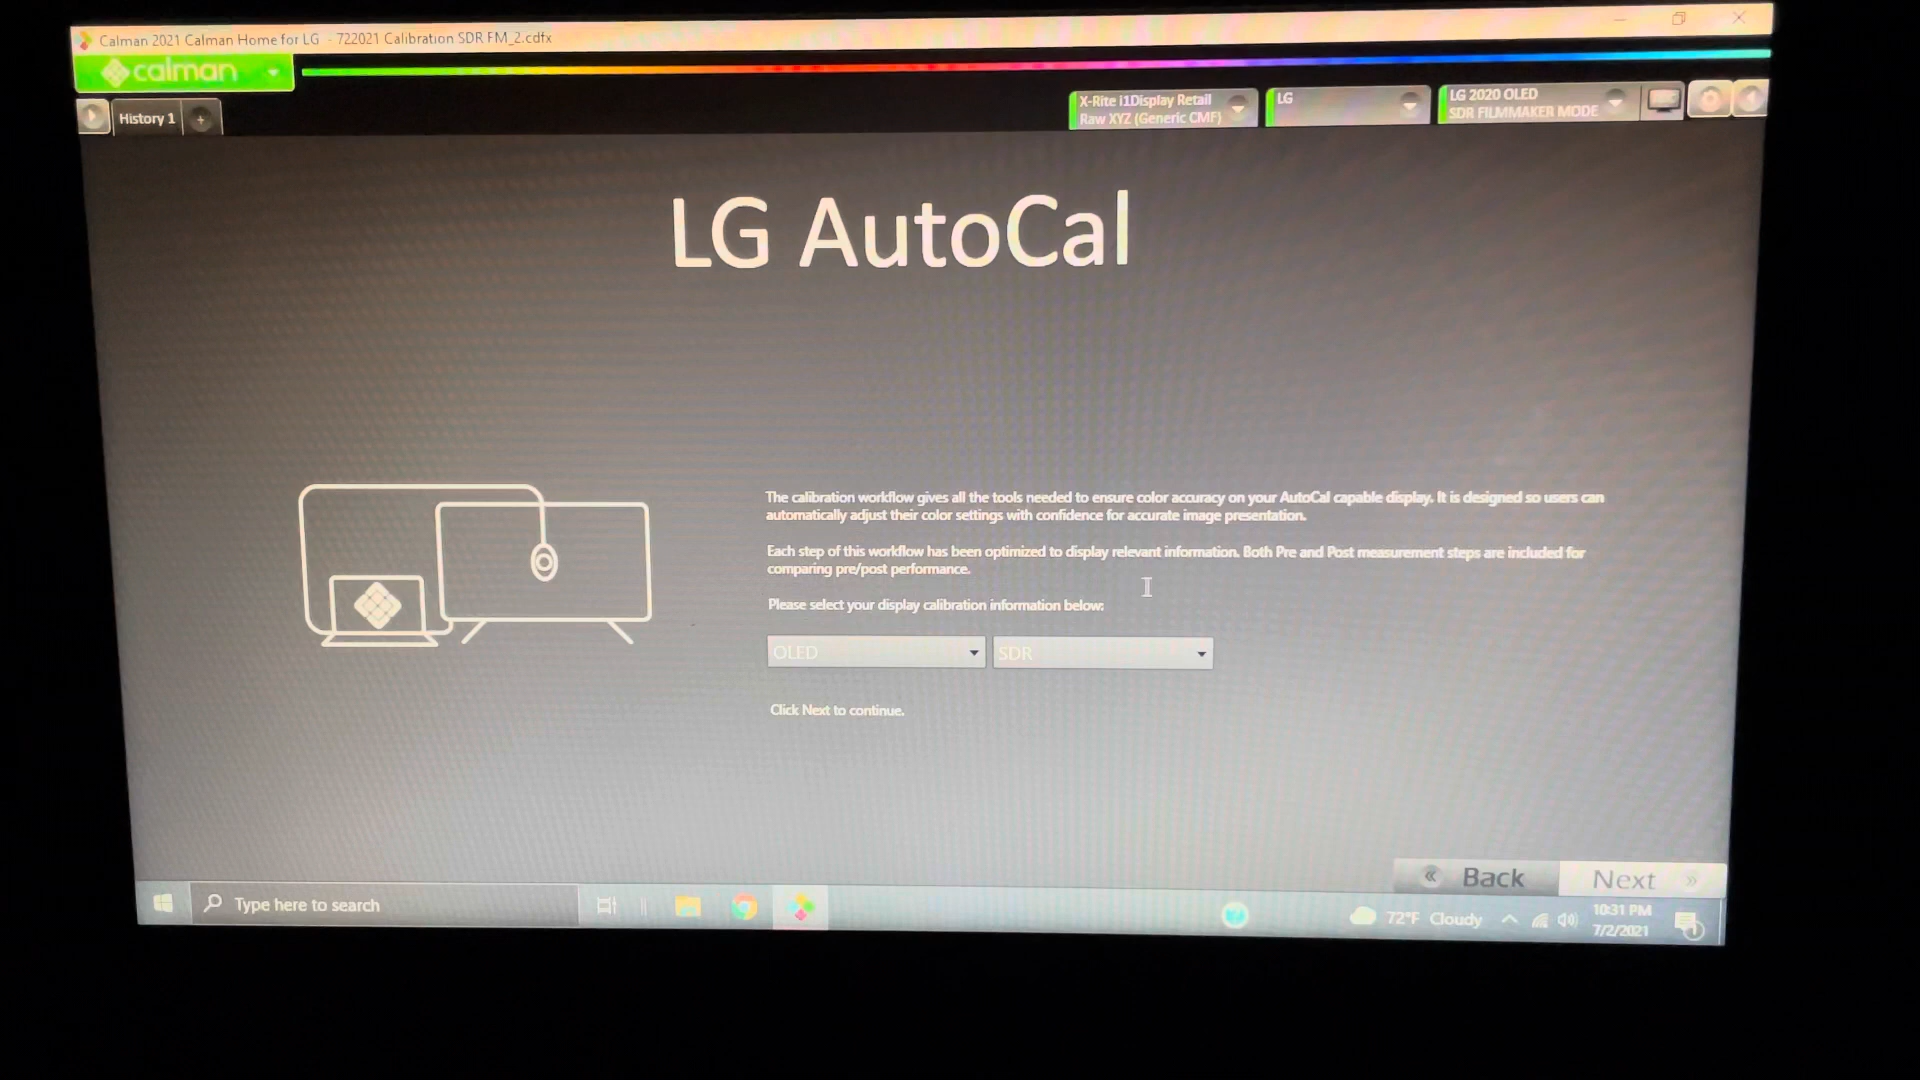 Calman 2021 Calman Home for LG - 722021 Calibration SDR FM_2.cdfx
calman
History 1 +
X-Rite i1Display Retail
Raw XYZ (Generic CMF)
LG
LG 2020 OLED
SDR FILMMAKER MODE
LG AutoCal
The calibration workflow gives all the tools needed to ensure color accuracy on your AutoCal capable display. It is designed so users can
automatically adjust their color settings with confidence for accurate image presentation.
Each step of this workflow has been optimized to display relevant information. Both Pre and Post measurement steps are included for
comparing pre/post performance.
Please select your display calibration information below:
OLED SDR
Click Next to continue.
« Back Next »
Type here to search
72°F Cloudy
10:31 PM
7/2/2021
1